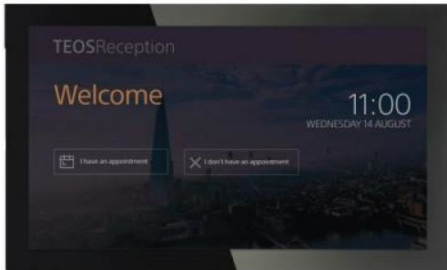 TEOSReception
Welcome
11:00
WEDNESDAY 14 AUGUST
I have an appointment
I don't have an appointment